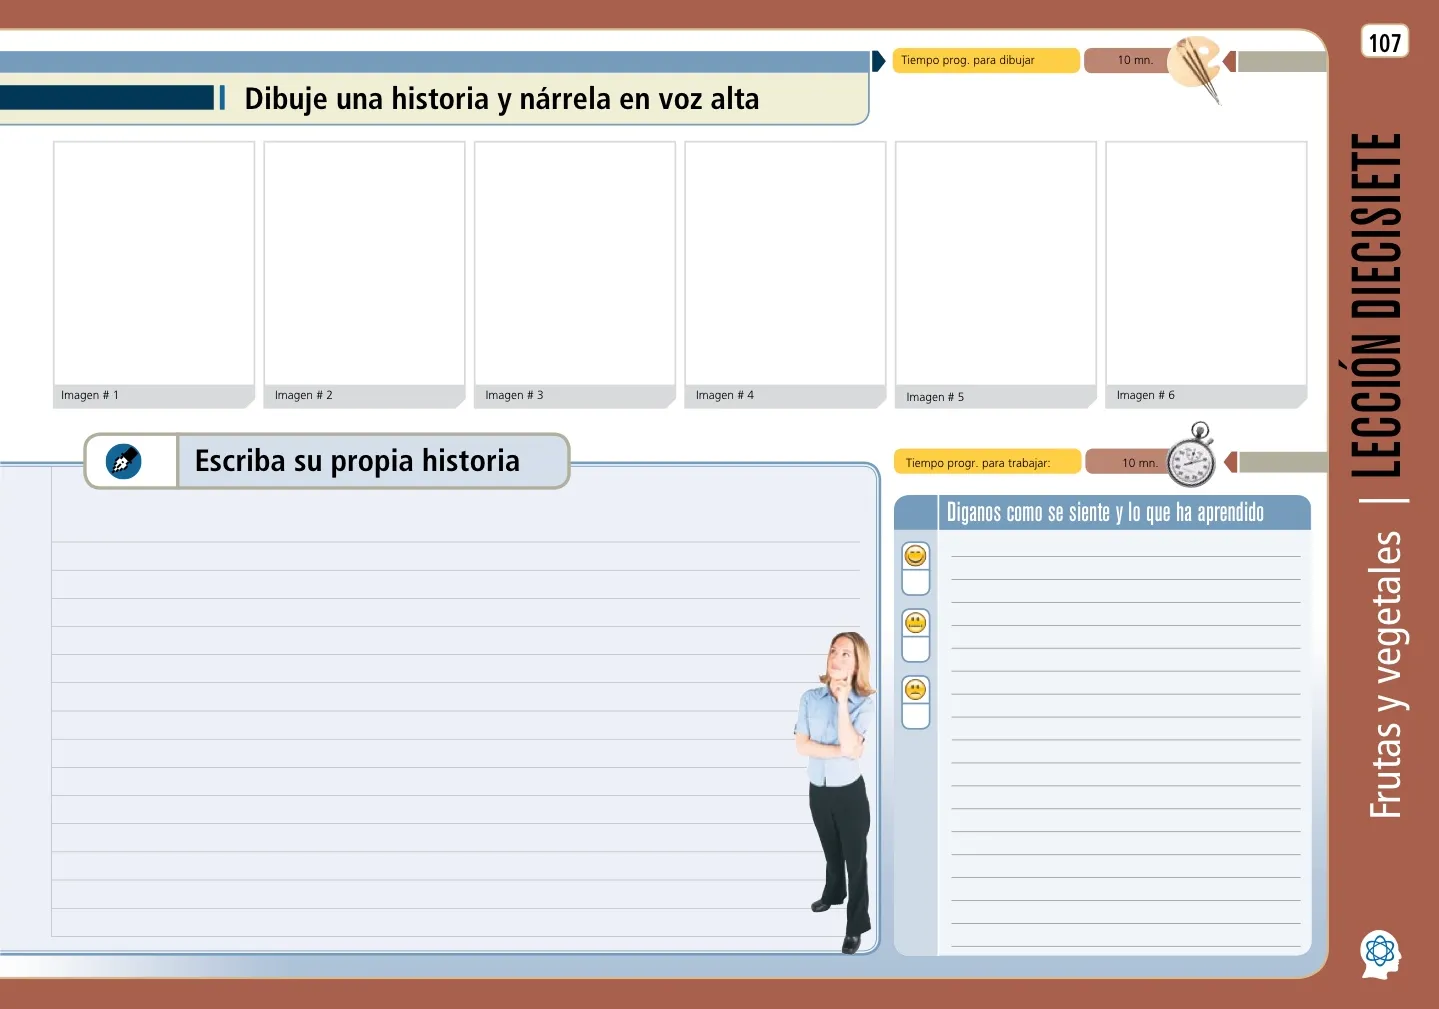 107
Tiempo prog. para dibujar
10 mn.
Dibuje una historia y nárrela en voz alta
Imagen # 1
Imagen # 2
Imagen # 3
Imagen # 4
Imagen # 5
Imagen # 6
Escriba su propia historia
Tiempo progr. para trabajar:
10 mn.
Diganos como se siente y lo que ha aprendido
LECCIÓN DIECISIETE
Frutas y vegetales